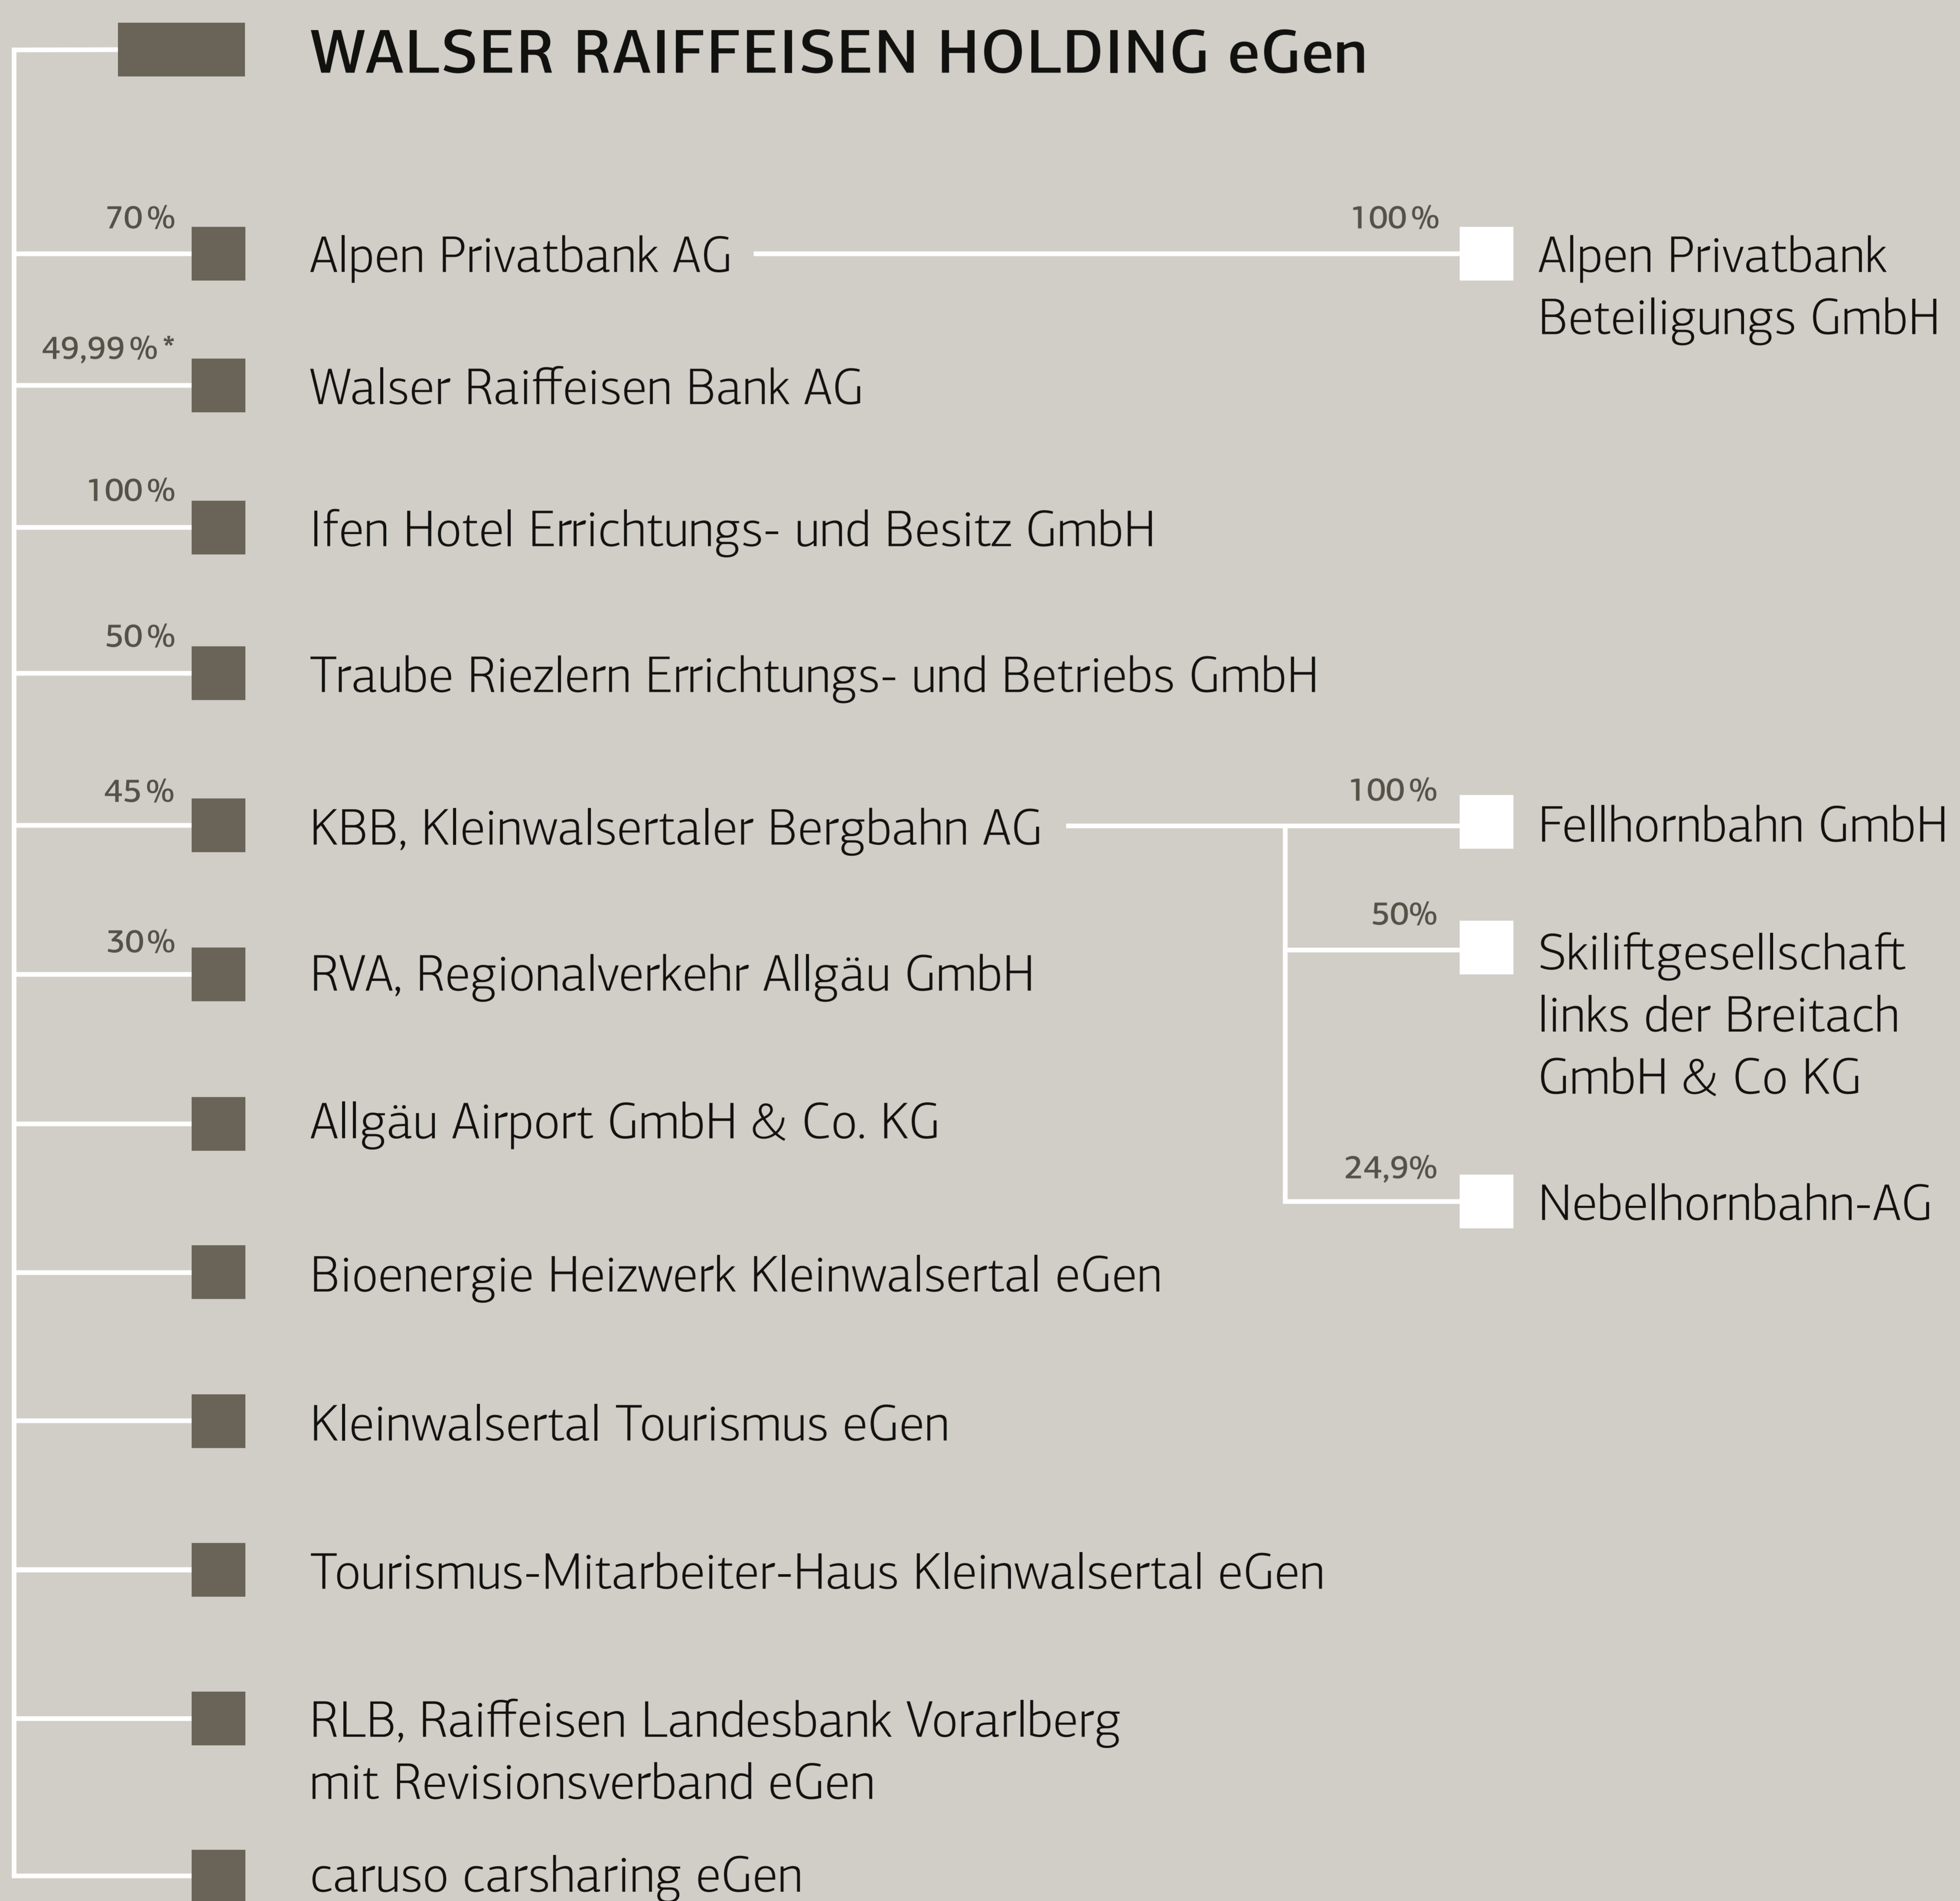 WALSER RAIFFEISEN HOLDING eGen
70%
Alpen Privatbank AG
100%
Alpen Privatbank
Beteiligungs GmbH
49,99%*
Walser Raiffeisen Bank AG
100%
Ifen Hotel Errichtungs- und Besitz GmbH
50%
Traube Riezlern Errichtungs- und Betriebs GmbH
45%
KBB, Kleinwalsertaler Bergbahn AG
100%
Fellhornbahn GmbH
50%
Skiliftgesellschaft
links der Breitach
GmbH & Co KG
24,9%
Nebelhornbahn-AG
30%
RVA, Regionalverkehr Allgäu GmbH
Allgäu Airport GmbH & Co. KG
Bioenergie Heizwerk Kleinwalsertal eGen
Kleinwalsertal Tourismus eGen
Tourismus-Mitarbeiter-Haus Kleinwalsertal eGen
RLB, Raiffeisen Landesbank Vorarlberg
mit Revisionsverband eGen
caruso carsharing eGen